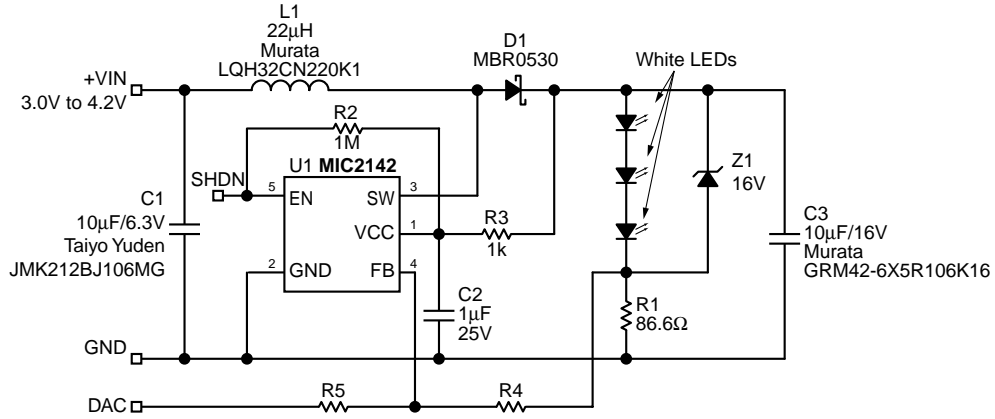 L1
22µH
Murata
LQH32CN220K1
D1
MBR0530
White LEDs
+VIN
3.0V to 4.2V
R2
1M
U1 MIC2142
SHDN
5
EN
SW
3
VCC
1
2
GND
FB
4
R3
1k
Z1
16V
C1
10µF/6.3V
Taiyo Yuden
JMK212BJ106MG
C3
10µF/16V
Murata
GRM42-6X5R106K16
C2
1µF
25V
R1
86.6Ω
GND
DAC
R5
R4